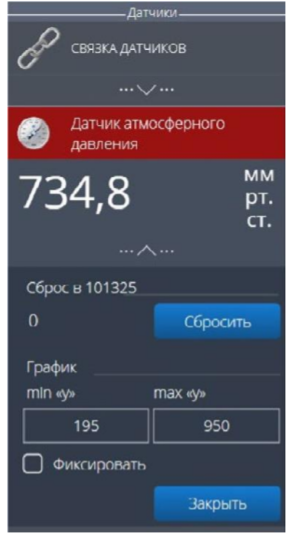 Датчики
СВЯЗКА ДАТЧИКОВ
Датчик атмосферного
давления
734,8
мм
рт.
ст.
Сброс в 101325
0
Сбросить
График
min «y»
max «y»
195
950
Фиксировать
Закрыть